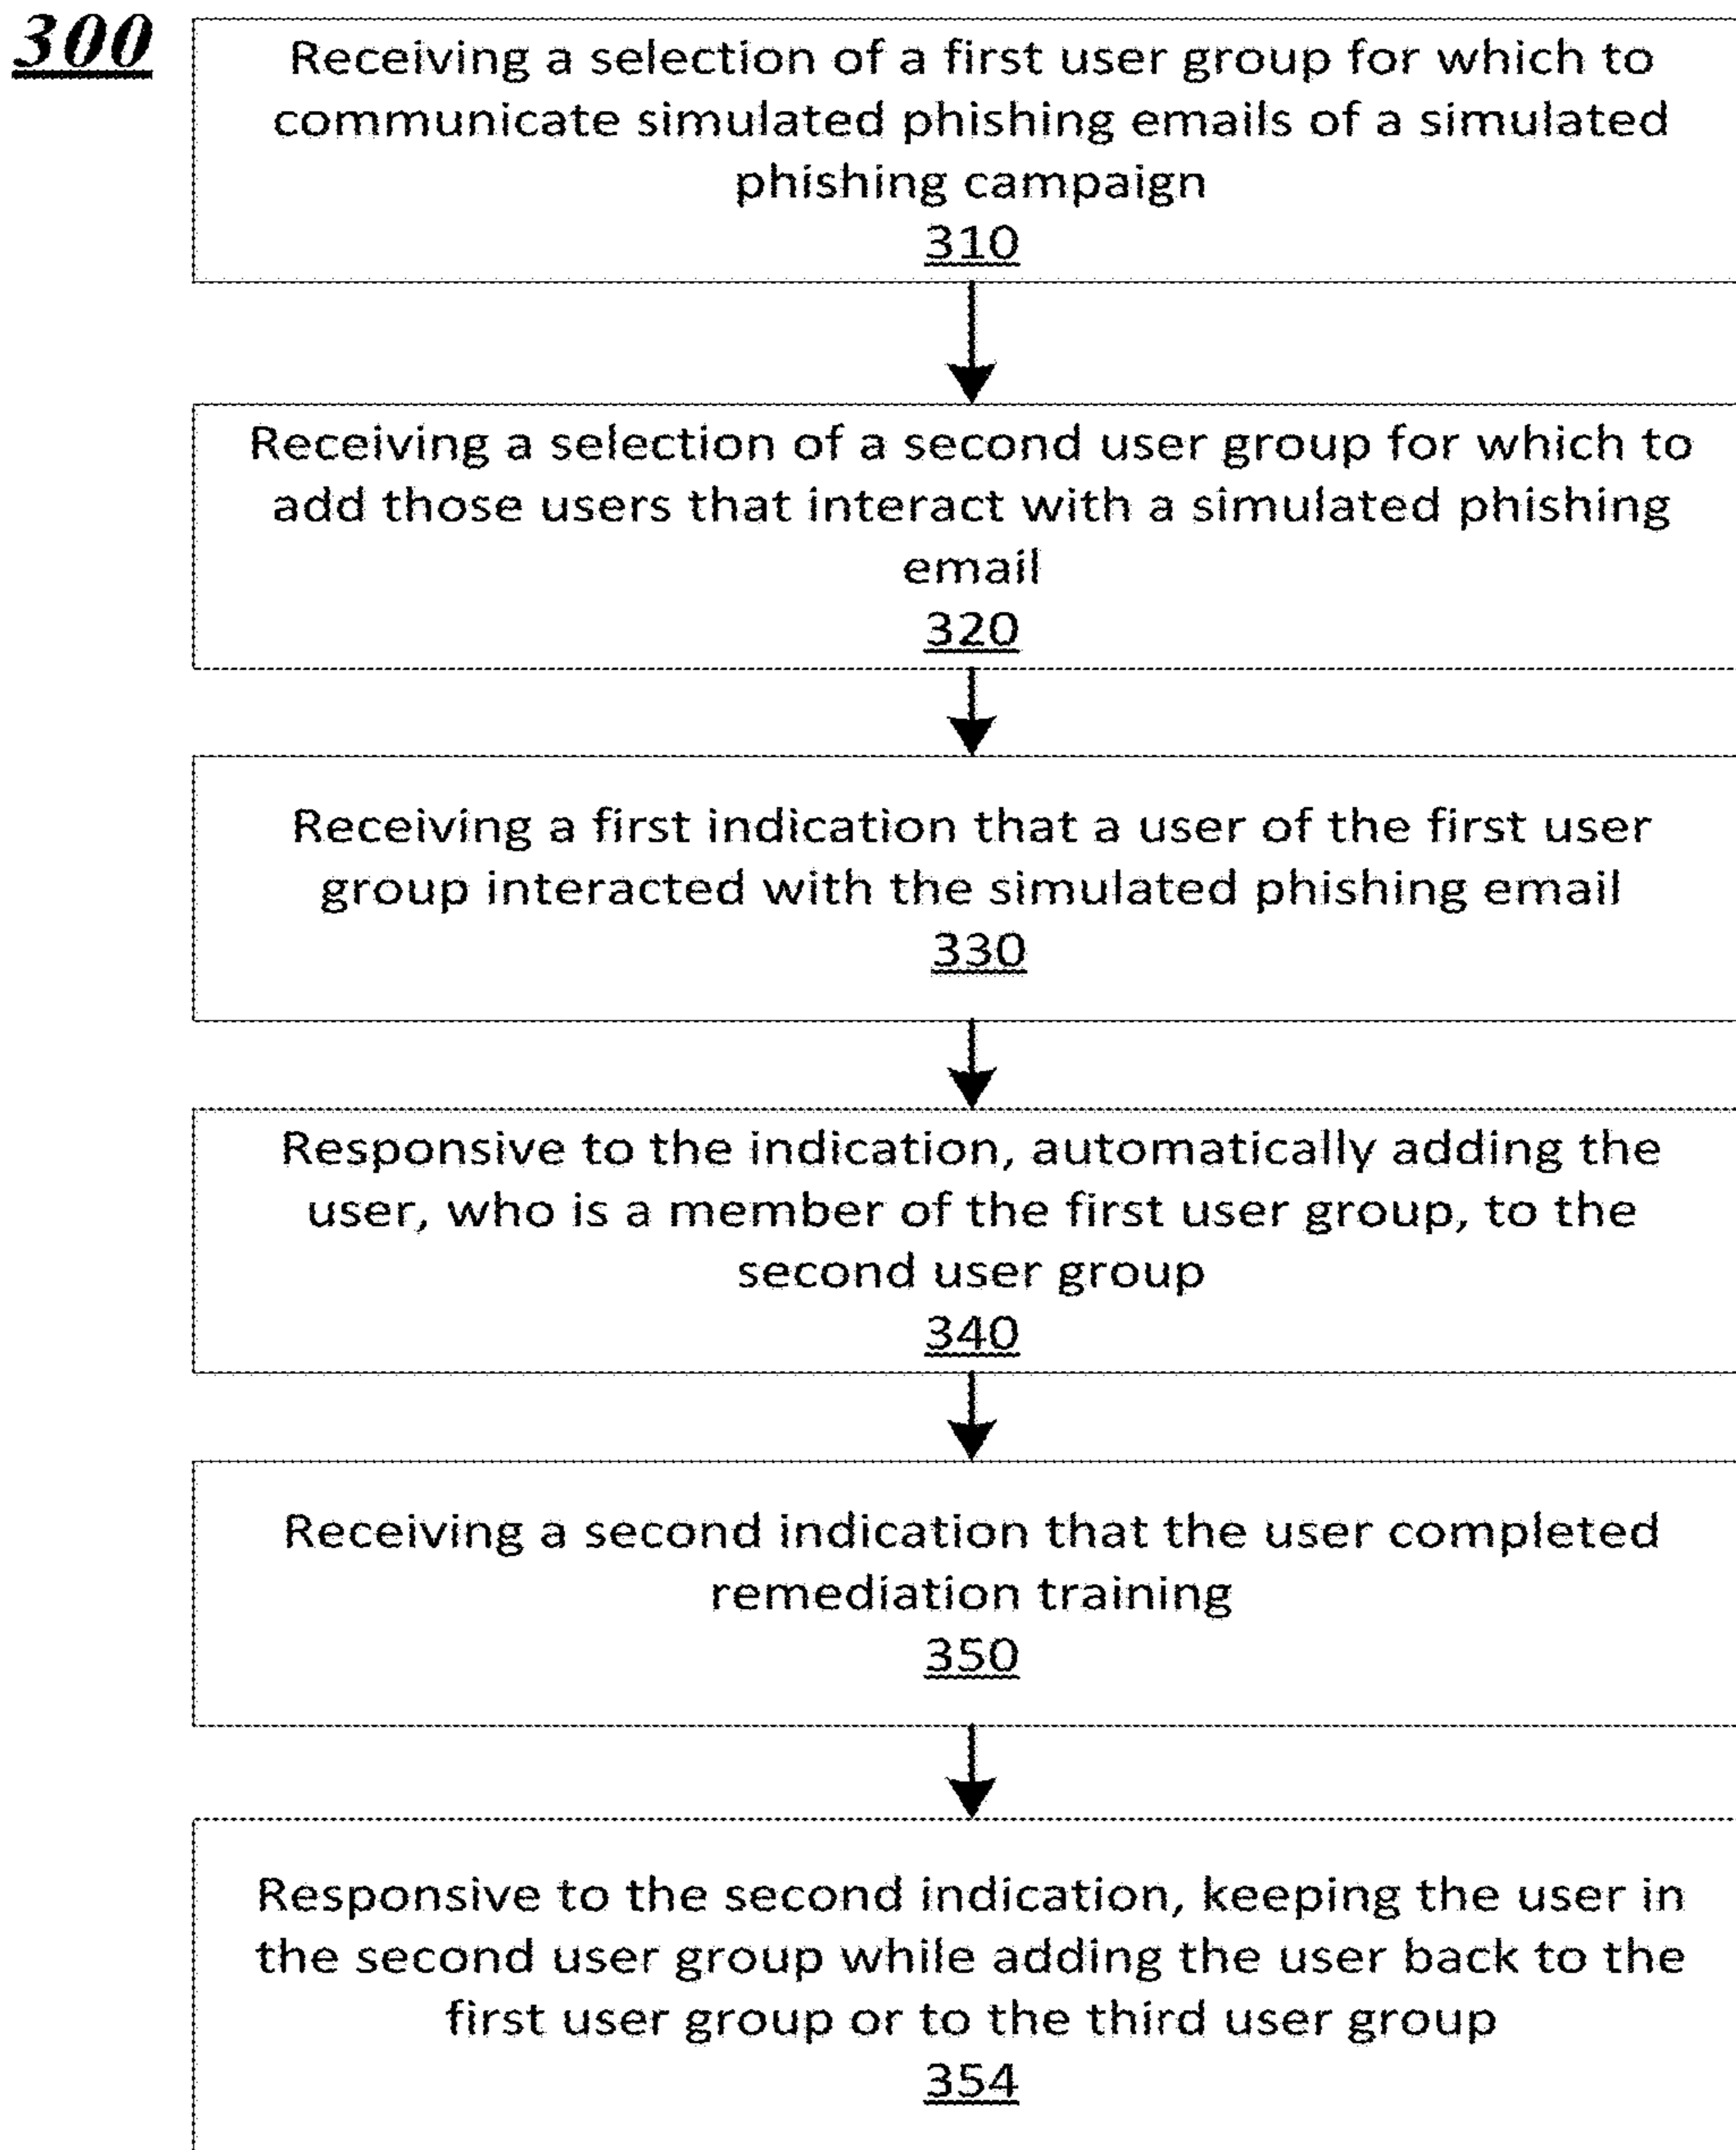 300
Receiving a selection of a first user group for which to
communicate simulated phishing emails of a simulated
phishing campaign
310
Receiving a selection of a second user group for which to
add those users that interact with a simulated phishing
email
320
Receiving a first indication that a user of the first user
group interacted with the simulated phishing email
330
Responsive to the indication, automatically adding the
user, who is a member of the first user group, to the
second user group
340
Receiving a second indication that the user completed
remediation training
350
Responsive to the second indication, keeping the user in
the second user group while adding the user back to the
first user group or to the third user group
354